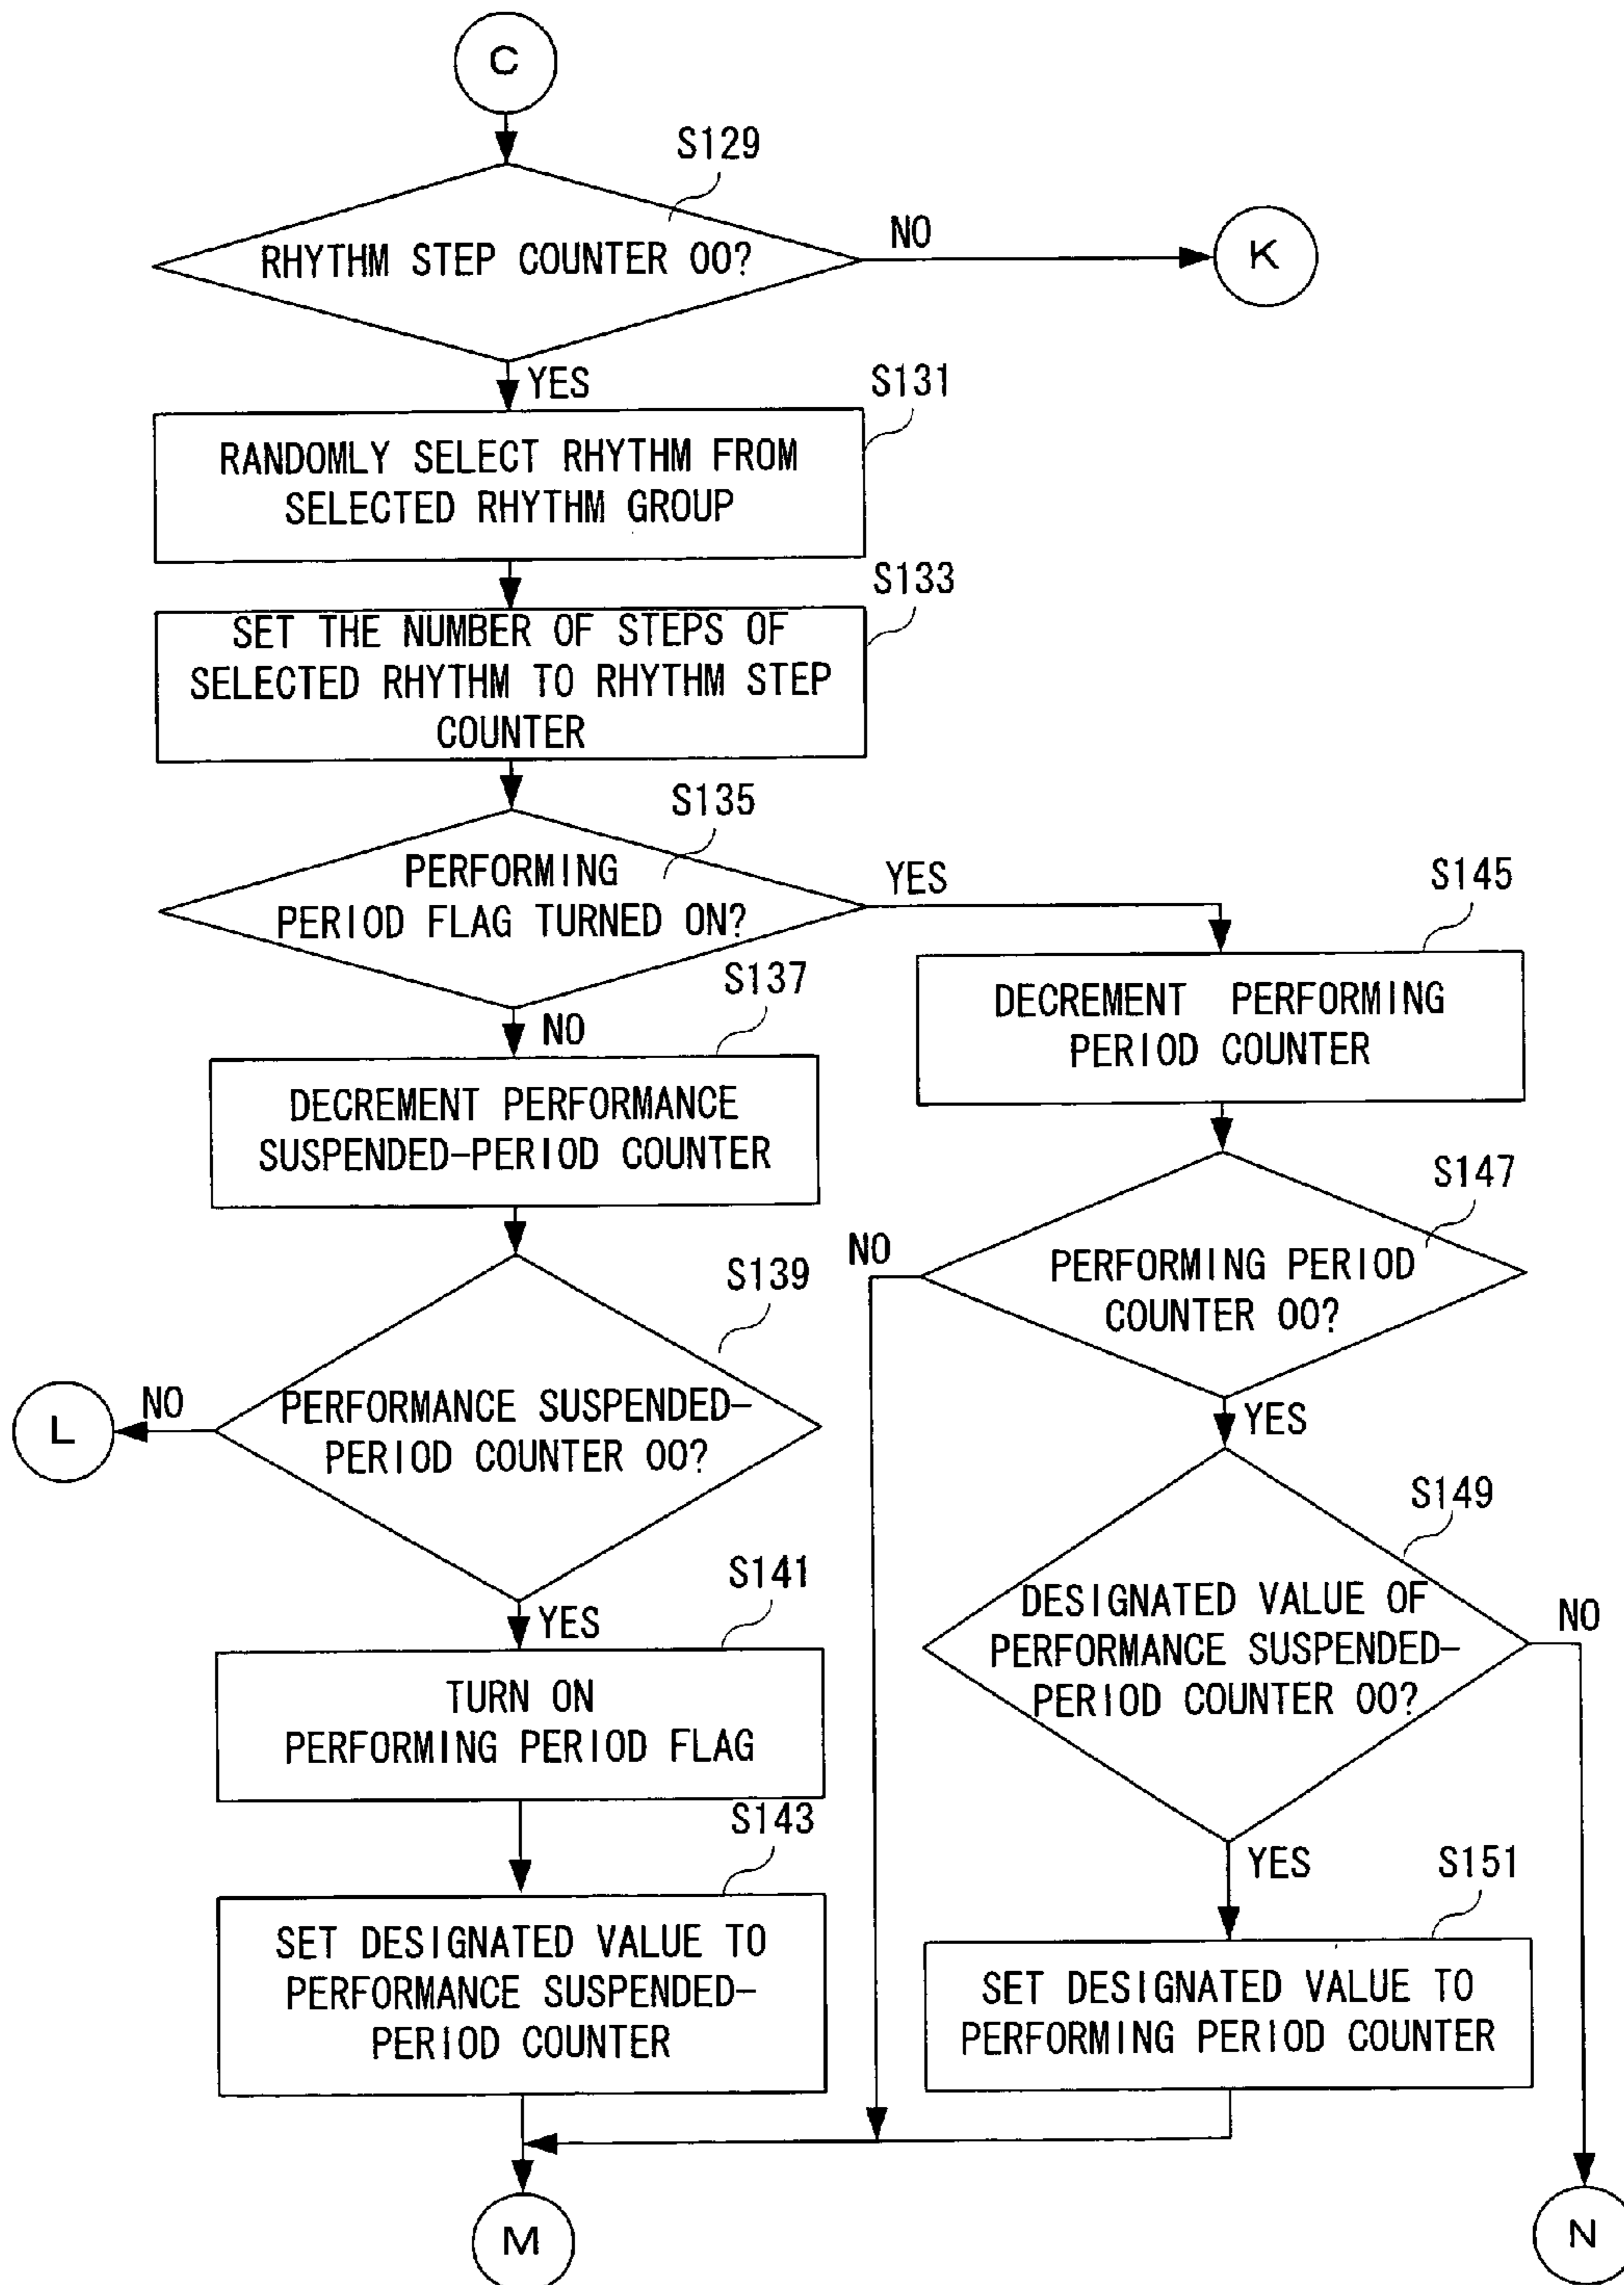 C
S129
RHYTHM STEP COUNTER 00?
NO
K
YES
S131
RANDOMLY SELECT RHYTHM FROM
SELECTED RHYTHM GROUP
S133
SET THE NUMBER OF STEPS OF
SELECTED RHYTHM TO RHYTHM STEP
COUNTER
S135
PERFORMING
PERIOD FLAG TURNED ON?
YES
NO
S137
DECREMENT PERFORMANCE
SUSPENDED-PERIOD COUNTER
S139
PERFORMANCE SUSPENDED-
PERIOD COUNTER 00?
NO
L
YES
S141
TURN ON
PERFORMING PERIOD FLAG
S143
SET DESIGNATED VALUE TO
PERFORMANCE SUSPENDED-
PERIOD COUNTER
M
S145
DECREMENT PERFORMING
PERIOD COUNTER
S147
PERFORMING PERIOD
COUNTER 00?
NO
YES
S149
DESIGNATED VALUE OF
PERFORMANCE SUSPENDED-
PERIOD COUNTER 00?
NO
YES
S151
SET DESIGNATED VALUE TO
PERFORMING PERIOD COUNTER
N